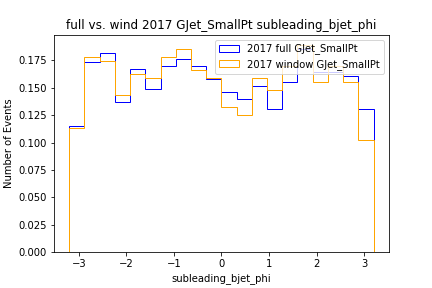 full vs. wind 2017 GJet_SmallPt subleading_bjet_phi
2017 full GJet_SmallPt
2017 window GJet_SmallPt
Number of Events
0.175
0.150
0.125
0.100
0.075
0.050
0.025
0.000
−3 −2 −1 0 1 2 3
subleading_bjet_phi